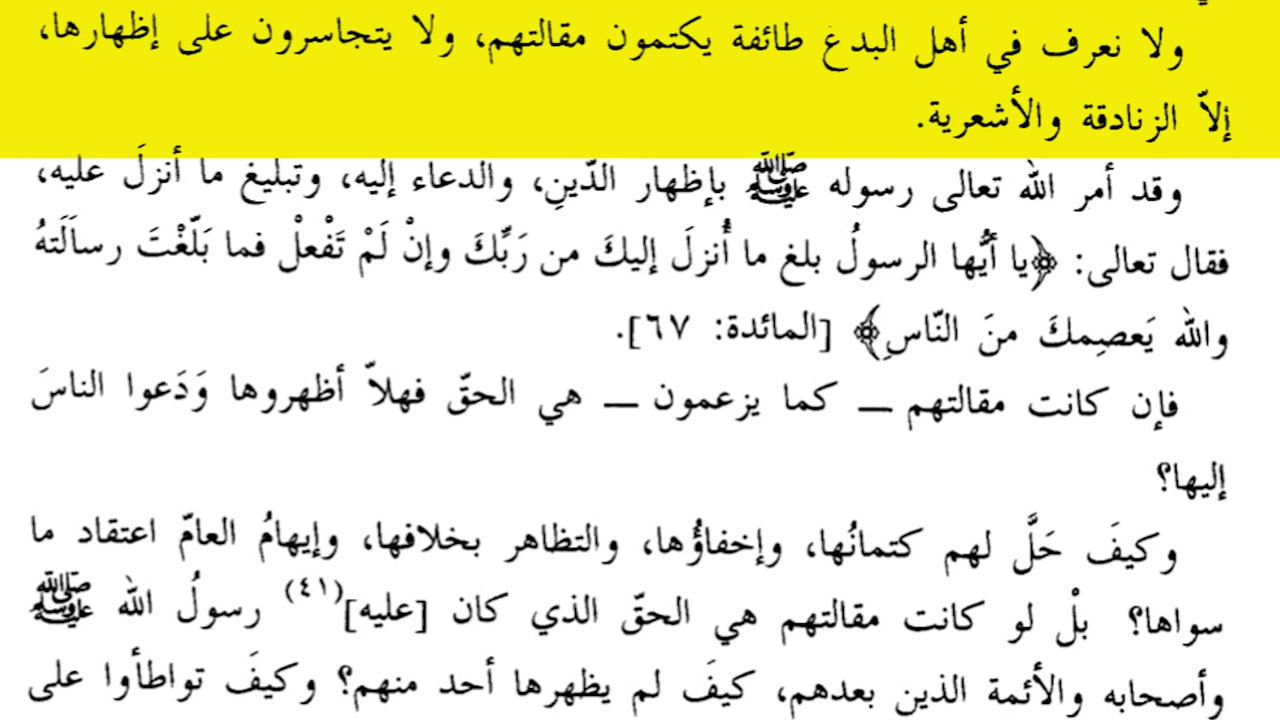 ولا نعرف في أهل البدع طائفة يكتمون مقالتهم، ولا يتجاسرون على إظهارها،
إلاّ الزنادقة والأشعرية.
وقد أمر الله تعالى رسوله ﷺ بإظهار الدّينِ، والدعاء إليه، وتبليغ ما أنزلَ عليه،
فقال تعالى: ﴿يا أيُّها الرسولُ بلغ ما أُنزلَ إليكَ من رَبِّكَ وإنْ لَمْ تَفْعلْ فما بَلّغْتَ رسآلَتهُ
والله يَعصِمكَ منَ النّاسِ﴾ [المائدة: ٦٧].
فإن كانت مقالتهم — كما يزعمون — هي الحقّ فهلاّ أظهروها وَدَعوا الناسَ
إليها؟
وكيفَ حَلَّ لهم كتمانُها، وإخفاؤُها، والتظاهر بخلافها، وإيهامُ العامّ اعتقاد ما
سواها؟ بلْ لو كانت مقالتهم هي الحقّ الذي كان [عليه](٤١) رسولُ الله ﷺ
وأصحابه والأئمة الذين بعدهم، كيفَ لم يظهرها أحد منهم؟ وكيفَ تواطأوا على